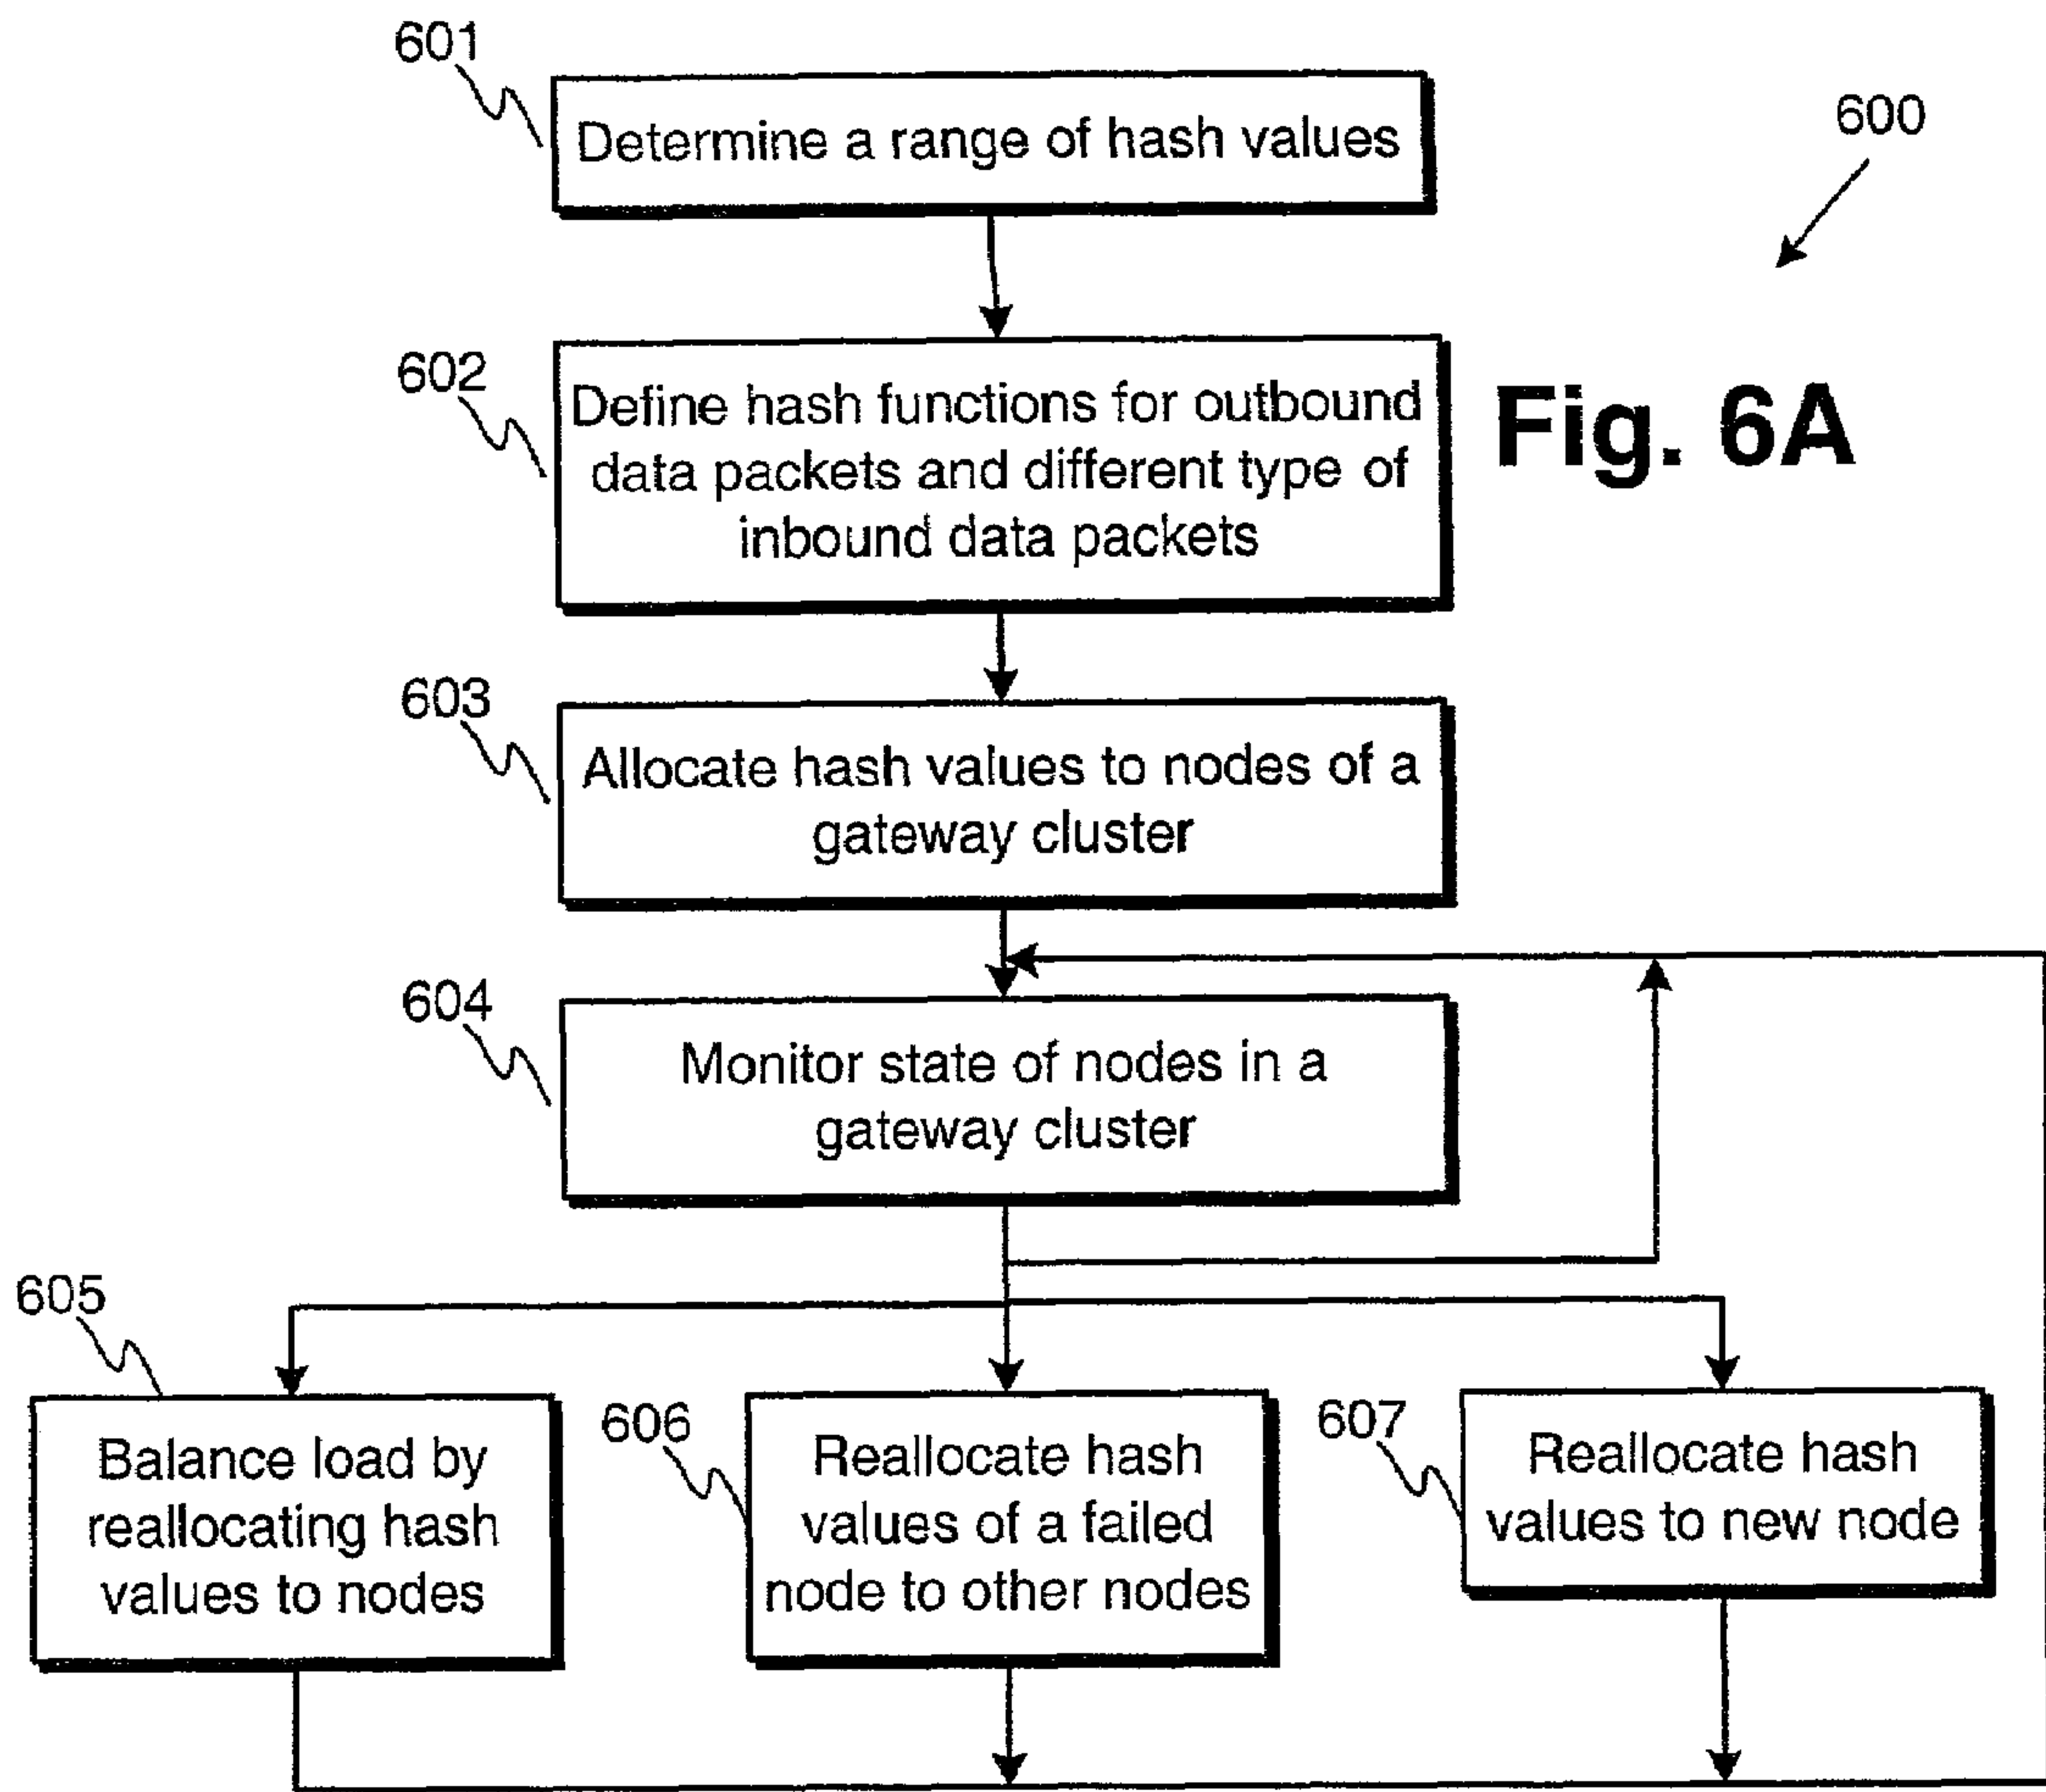 601
Determine a range of hash values
600
602
Define hash functions for outbound
data packets and different type of
inbound data packets
Fig. 6A
603
Allocate hash values to nodes of a
gateway cluster
604
Monitor state of nodes in a
gateway cluster
605
Balance load by
reallocating hash
values to nodes
606
Reallocate hash
values of a failed
node to other nodes
607
Reallocate hash
values to new node